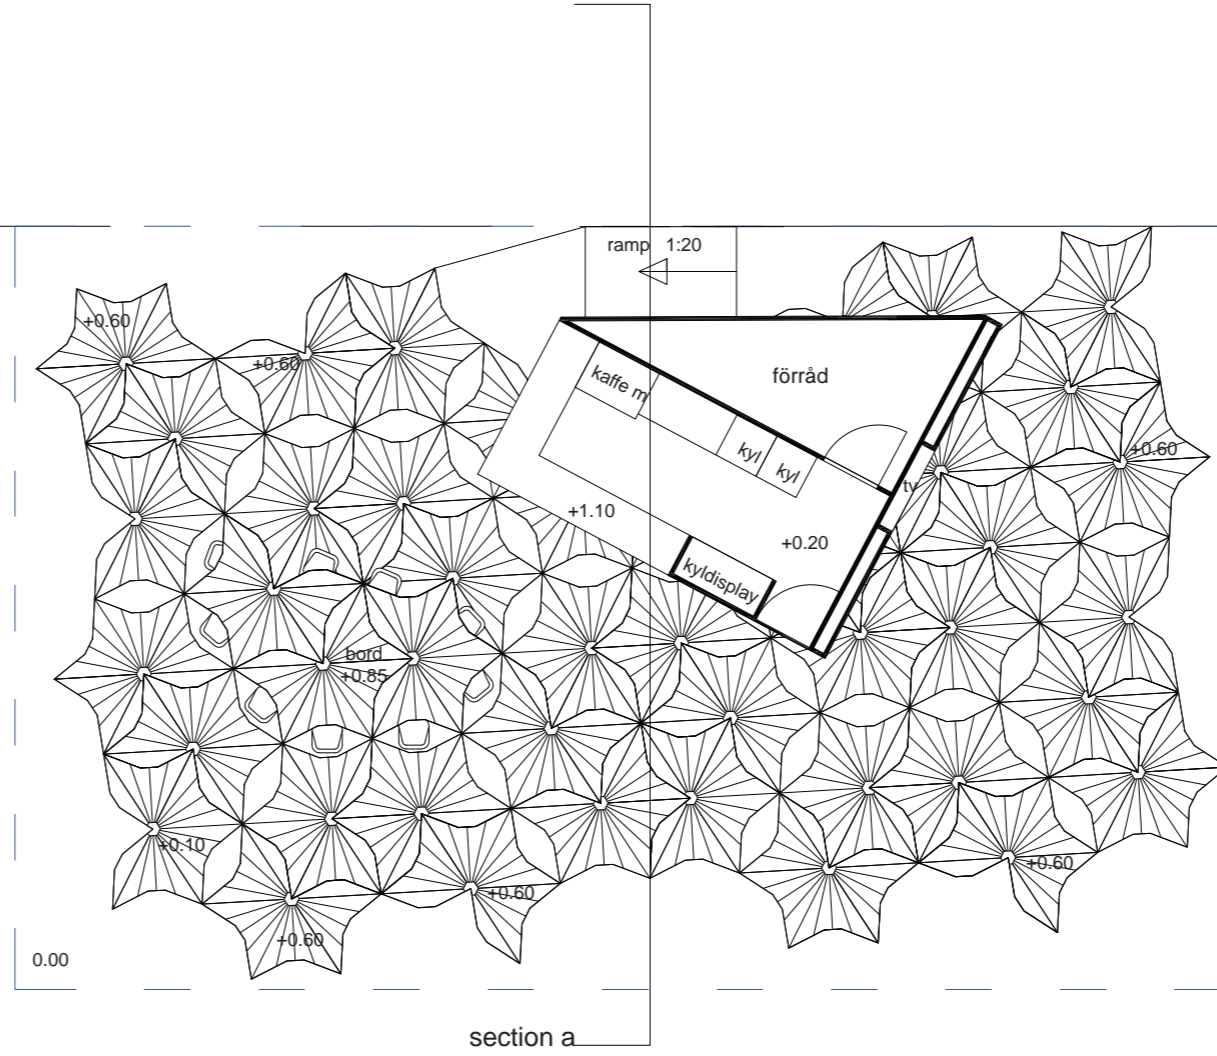 ramp 1:20
+0.60
+0.60
förråd
kaffe m
kyl
kyl
+0.60
tv
+1.10
+0.20
kyldisplay
bord
+0.85
+0.10
+0.60
+0.60
+0.60
0.00
section a